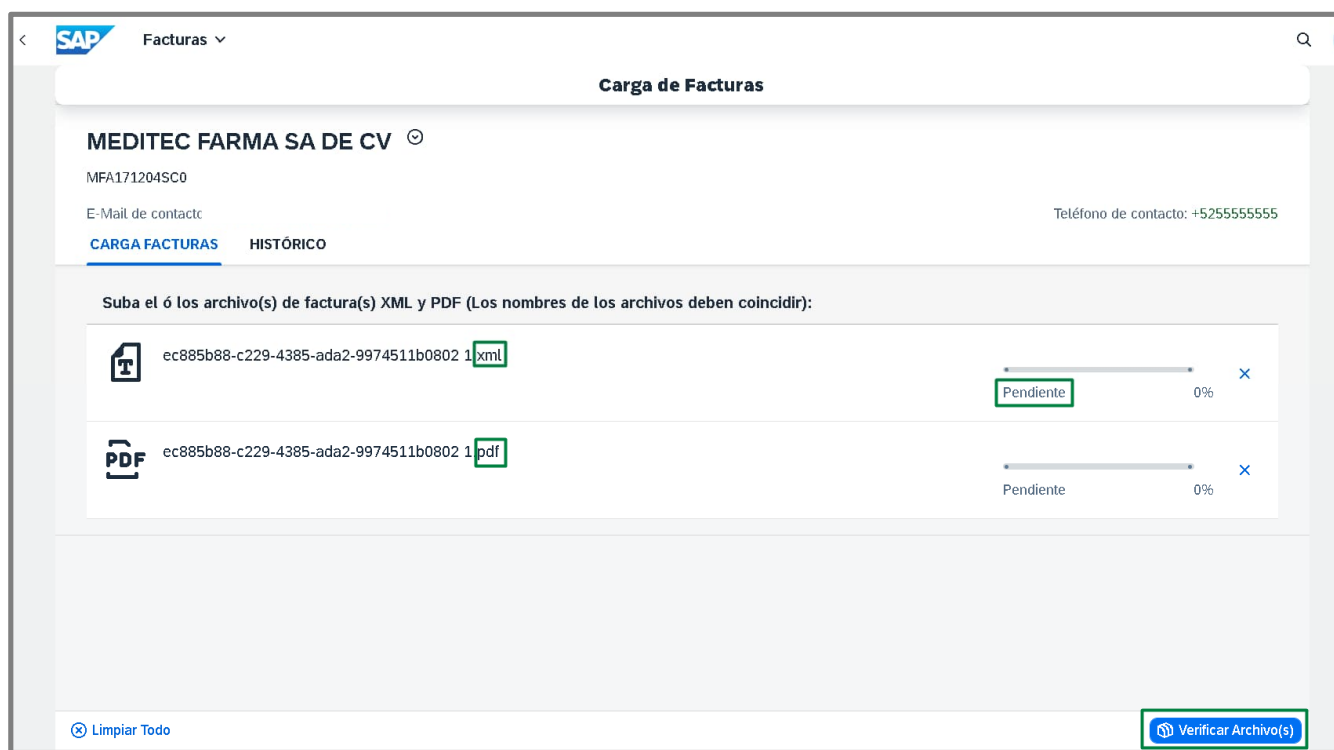 SAP Facturas
Carga de Facturas
MEDITEC FARMA SA DE CV
MFA171204SC0
E-Mail de contacto
Teléfono de contacto: +5255555555
CARGA FACTURAS HISTÓRICO
Suba el ó los archivo(s) de factura(s) XML y PDF (Los nombres de los archivos deben coincidir):
T ec885b88-c229-4385-ada2-9974511b0802 1.xml
Pendiente 0%
PDF ec885b88-c229-4385-ada2-9974511b0802 1.pdf
Pendiente 0%
Limpiar Todo
Verificar Archivo(s)